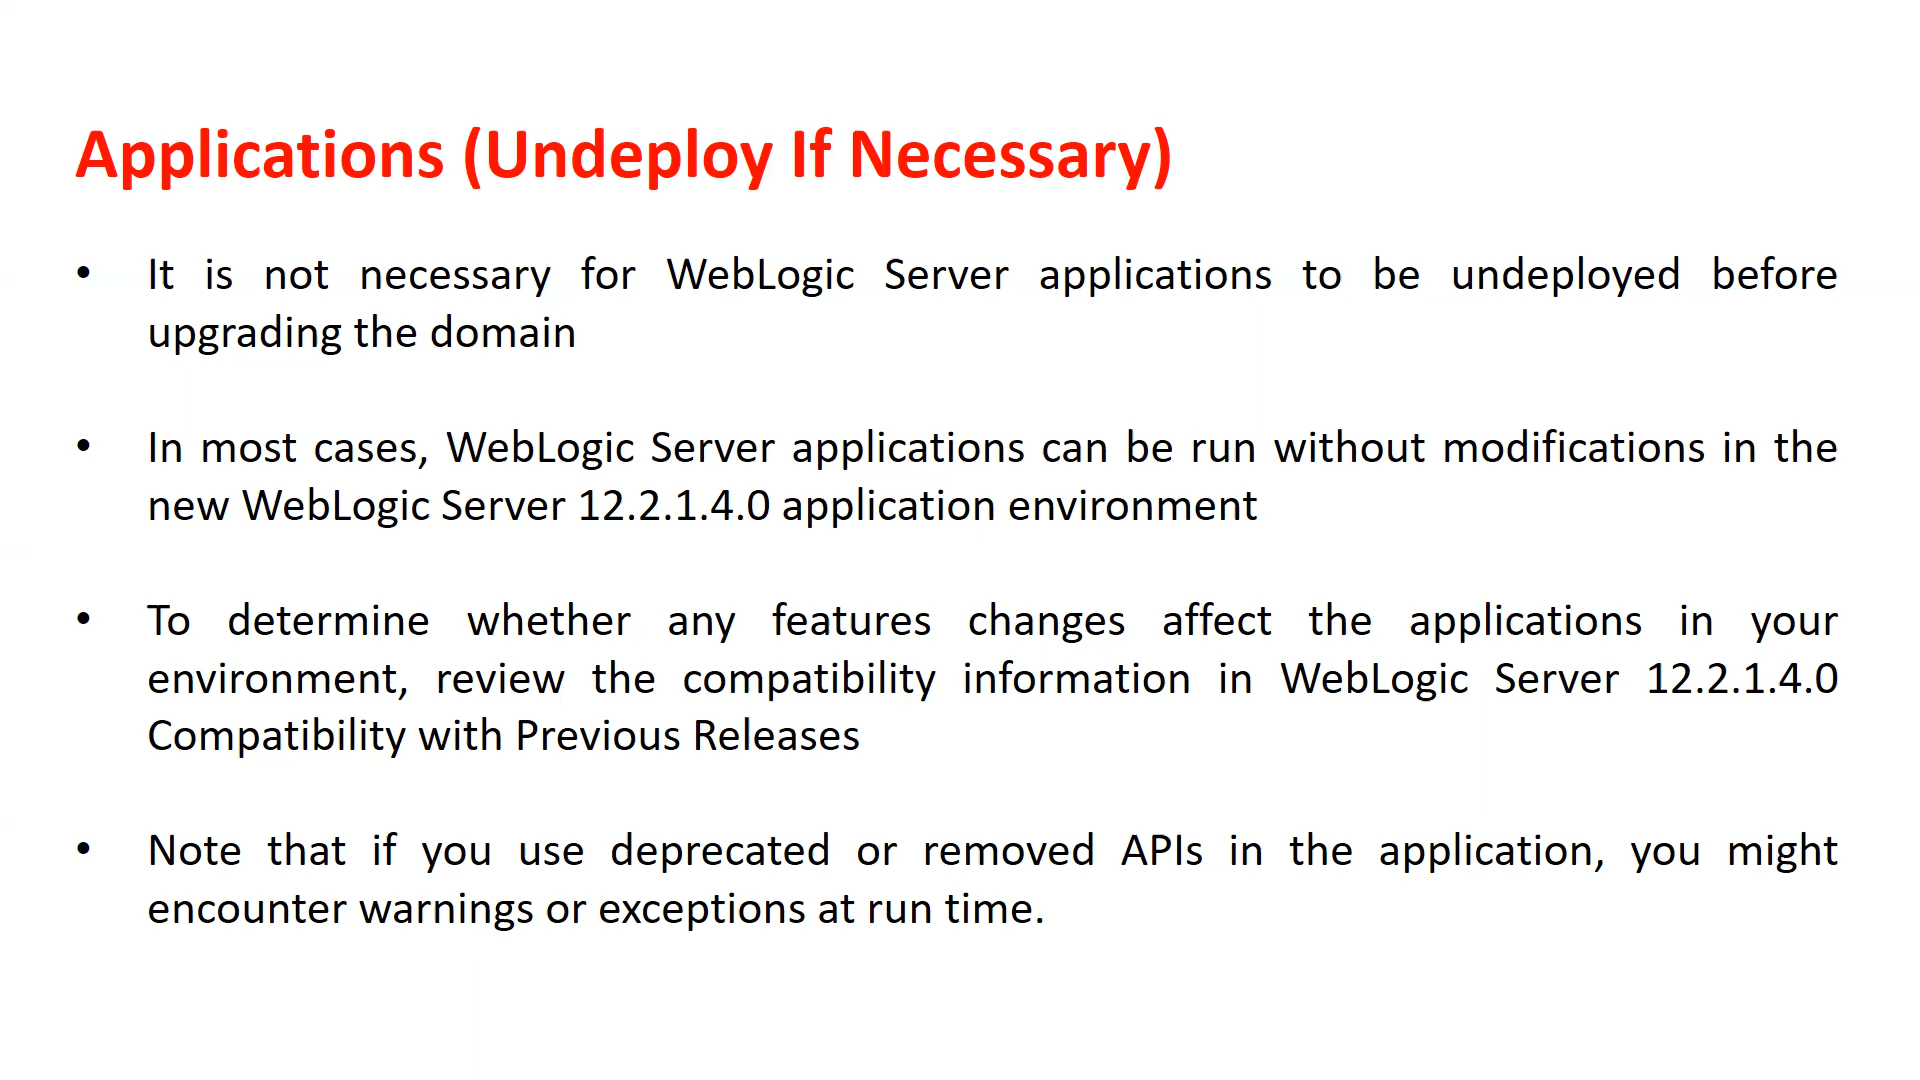 Applications (Undeploy If Necessary)
• It is not necessary for WebLogic Server applications to be undeployed before
upgrading the domain
• In most cases, WebLogic Server applications can be run without modifications in the
new WebLogic Server 12.2.1.4.0 application environment
• To determine whether any features changes affect the applications in your
environment, review the compatibility information in WebLogic Server 12.2.1.4.0
Compatibility with Previous Releases
• Note that if you use deprecated or removed APIs in the application, you might
encounter warnings or exceptions at run time.